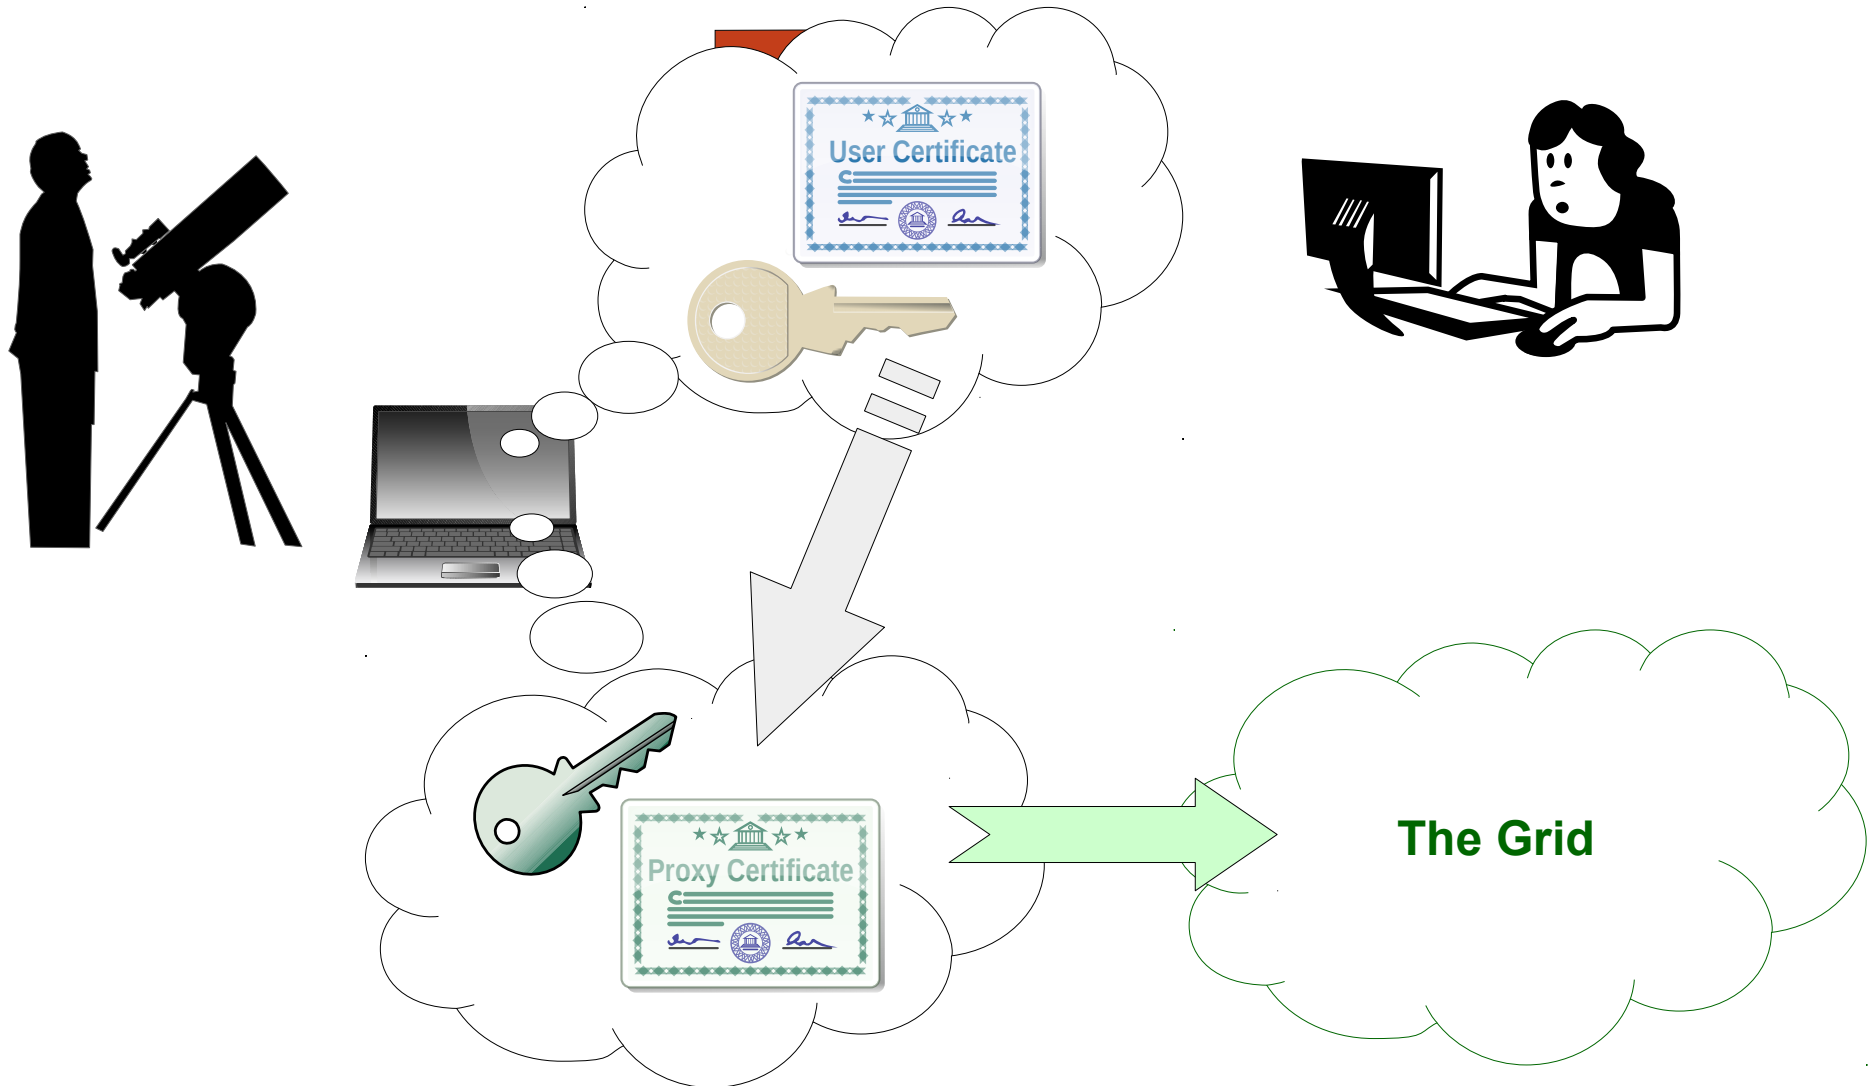 User Certificate
Proxy Certificate
The Grid